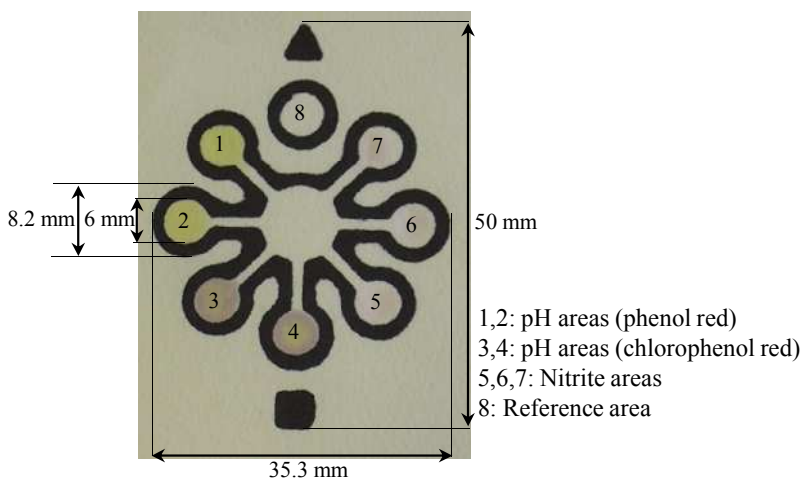 8
1
7
8.2 mm
6 mm
2
6
50 mm
3
5
4
1,2: pH areas (phenol red)
3,4: pH areas (chlorophenol red)
5,6,7: Nitrite areas
8: Reference area
35.3 mm